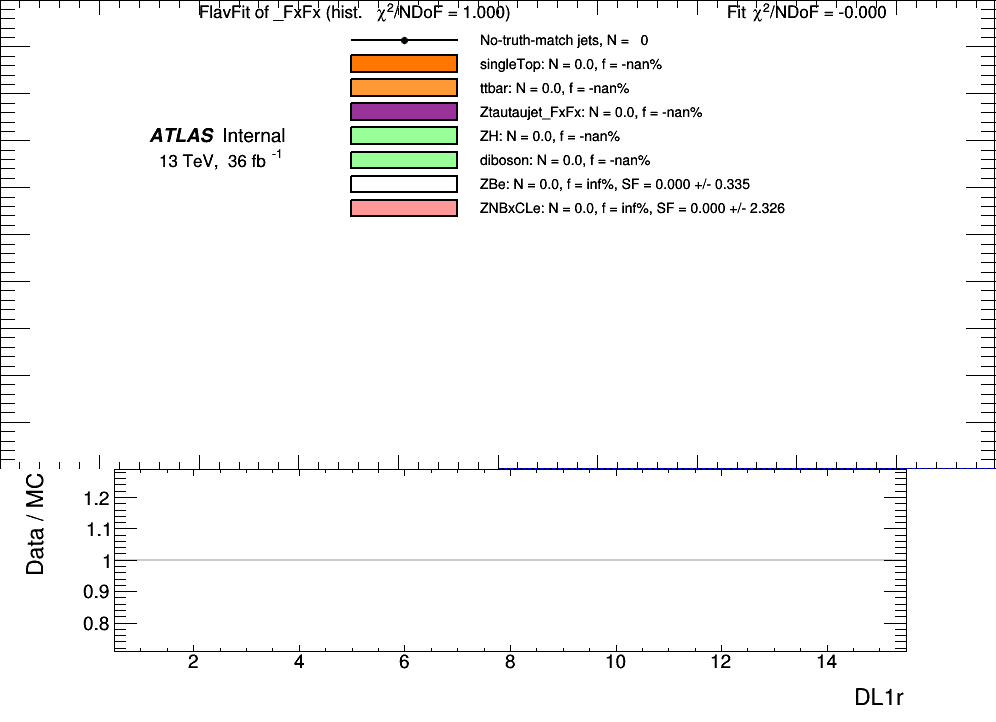 FlavFit of _FxFx (hist. χ²/NDoF = 1.000) Fit χ²/NDoF = -0.000
No-truth-match jets, N = 0
singleTop: N = 0.0, f = -nan%
ttbar: N = 0.0, f = -nan%
Ztautaujet_FxFx: N = 0.0, f = -nan%
ATLAS Internal
ZH: N = 0.0, f = -nan%
13 TeV, 36 fb⁻¹
diboson: N = 0.0, f = -nan%
ZBe: N = 0.0, f = inf%, SF = 0.000 +/- 0.335
ZNBxCLe: N = 0.0, f = inf%, SF = 0.000 +/- 2.326
Data / MC
1.2
1.1
1
0.9
0.8
2 4 6 8 10 12 14
DL1r